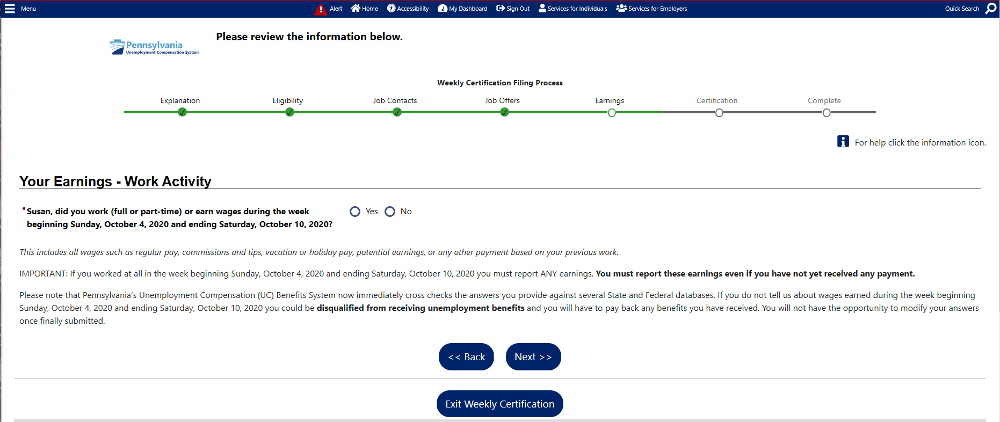 Menu
Alert Home Accessibility My Dashboard Sign Out Services for Individuals Services for Employers
Quick Search
Pennsylvania
Unemployment Compensation System
Please review the information below.
Weekly Certification Filing Process
Explanation Eligibility Job Contacts Job Offers Earnings Certification Complete
For help click the information icon.
Your Earnings - Work Activity
*Susan, did you work (full or part-time) or earn wages during the week
beginning Sunday, October 4, 2020 and ending Saturday, October 10, 2020?
Yes No
This includes all wages such as regular pay, commissions and tips, vacation or holiday pay, potential earnings, or any other payment based on your previous work.
IMPORTANT: If you worked at all in the week beginning Sunday, October 4, 2020 and ending Saturday, October 10, 2020 you must report ANY earnings. You must report these earnings even if you have not yet received any payment.
Please note that Pennsylvania's Unemployment Compensation (UC) Benefits System now immediately cross checks the answers you provide against several State and Federal databases. If you do not tell us about wages earned during the week beginning
Sunday, October 4, 2020 and ending Saturday, October 10, 2020 you could be disqualified from receiving unemployment benefits and you will have to pay back any benefits you have received. You will not have the opportunity to modify your answers
once finally submitted.
<< Back Next >>
Exit Weekly Certification